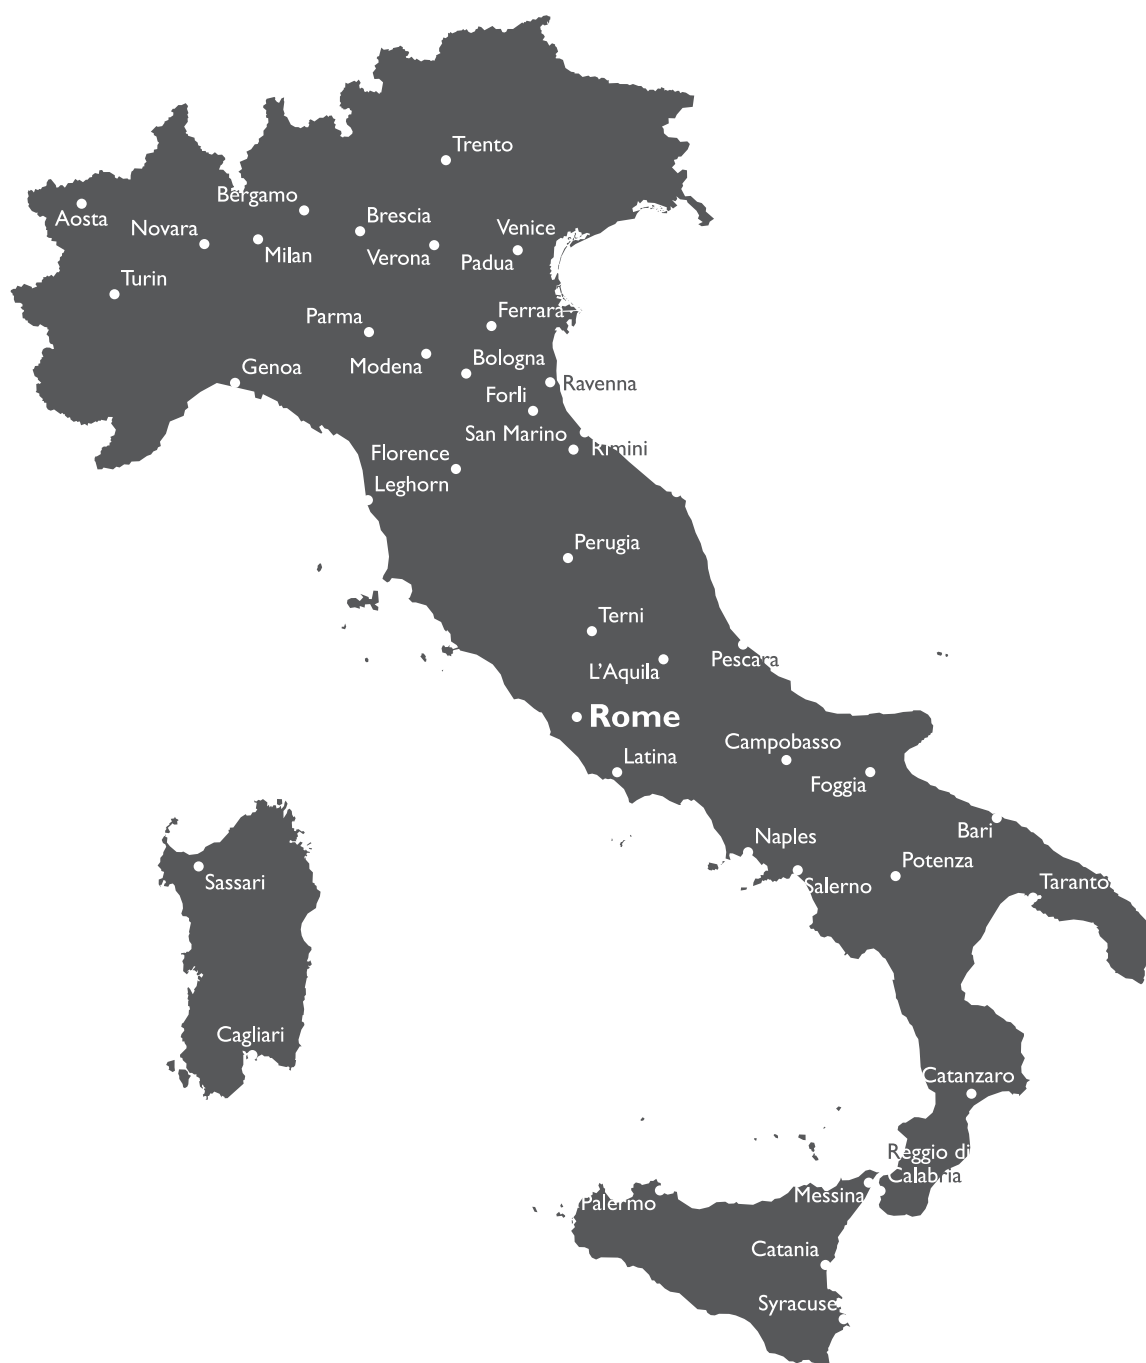 Trento
Bergamo
Aosta
Brescia
Novara
Venice
Milan
Verona
Padua
Turin
Ferrara
Parma
Bologna
Modena
Genoa
Ravenna
Forli
San Marino
Rimini
Florence
Leghorn
Perugia
Terni
Pescara
L'Aquila
Rome
Campobasso
Latina
Foggia
Bari
Naples
Potenza
Sassari
Salerno
Taranto
Cagliari
Catanzaro
Reggio di
Calabria
Messina
Palermo
Catania
Syracuse